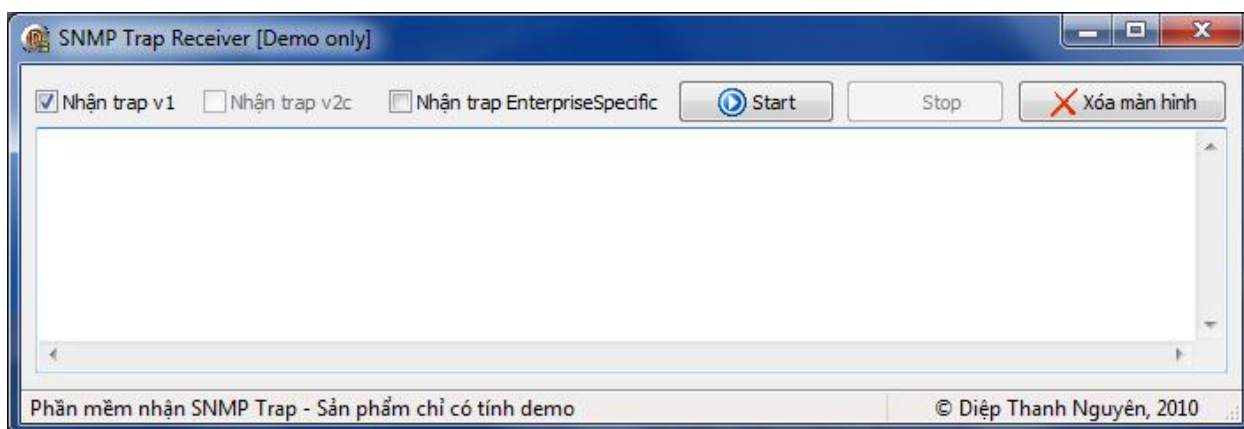 SNMP Trap Receiver [Demo only]
Nhận trap v1 Nhận trap v2c Nhận trap EnterpriseSpecific Start Stop Xóa màn hình
Phần mềm nhận SNMP Trap - Sản phẩm chỉ có tính demo © Diệp Thanh Nguyên, 2010